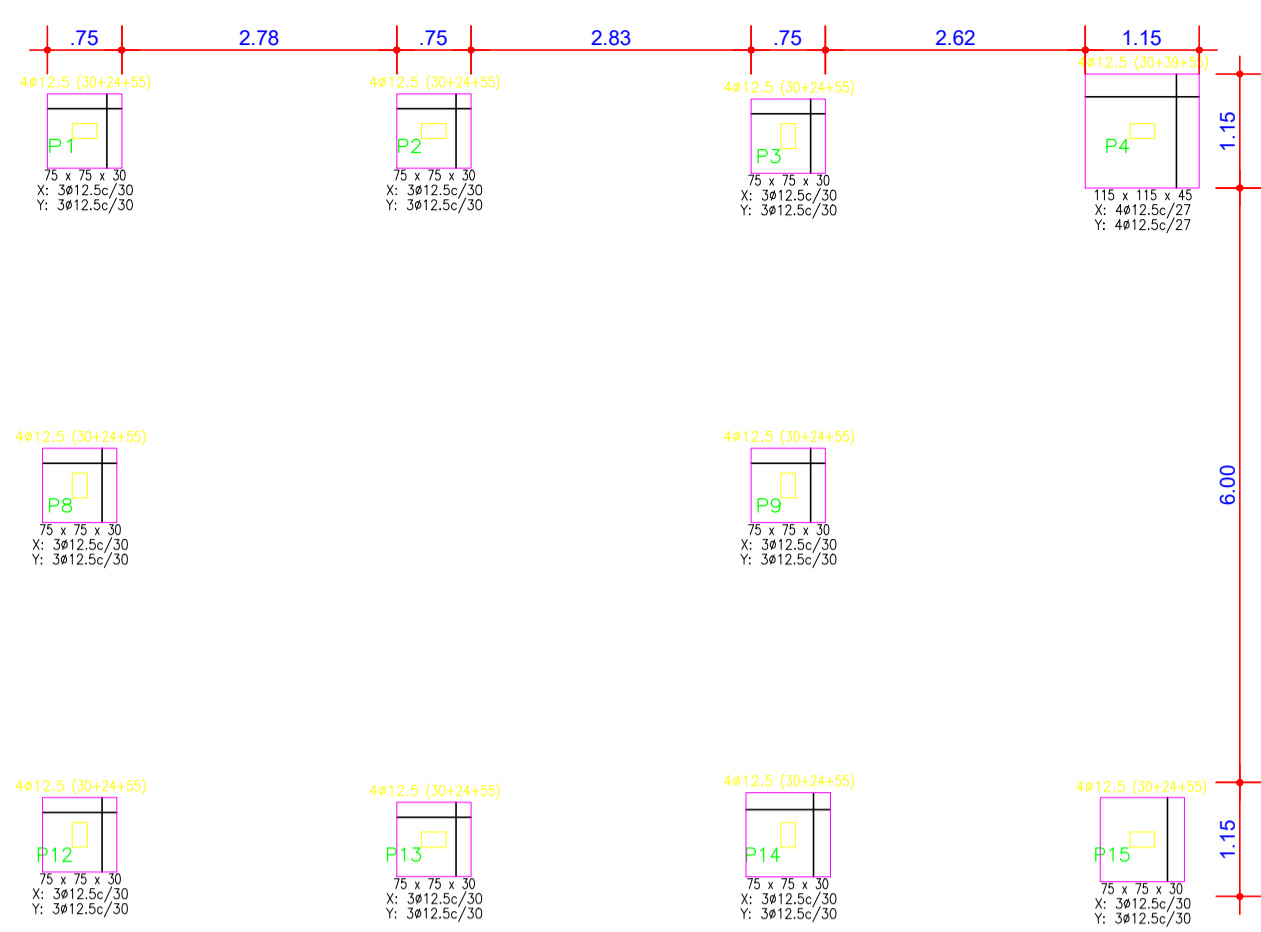 .75 2.78 .75 2.83 .75 2.62 1.15
4ø12.5 (30+24+55)
P1
75 x 75 x 30
X: 3ø12.5c/30
Y: 3ø12.5c/30
4ø12.5 (30+24+55)
P2
75 x 75 x 30
X: 3ø12.5c/30
Y: 3ø12.5c/30
4ø12.5 (30+24+55)
P3
75 x 75 x 30
X: 3ø12.5c/30
Y: 3ø12.5c/30
4ø12.5 (30+39+55)
P4
115 x 115 x 45
X: 4ø12.5c/27
Y: 4ø12.5c/27
1.15
4ø12.5 (30+24+55)
P8
75 x 75 x 30
X: 3ø12.5c/30
Y: 3ø12.5c/30
4ø12.5 (30+24+55)
P9
75 x 75 x 30
X: 3ø12.5c/30
Y: 3ø12.5c/30
6.00
4ø12.5 (30+24+55)
P12
75 x 75 x 30
X: 3ø12.5c/30
Y: 3ø12.5c/30
4ø12.5 (30+24+55)
P13
75 x 75 x 30
X: 3ø12.5c/30
Y: 3ø12.5c/30
4ø12.5 (30+24+55)
P14
75 x 75 x 30
X: 3ø12.5c/30
Y: 3ø12.5c/30
4ø12.5 (30+24+55)
P15
75 x 75 x 30
X: 3ø12.5c/30
Y: 3ø12.5c/30
1.15